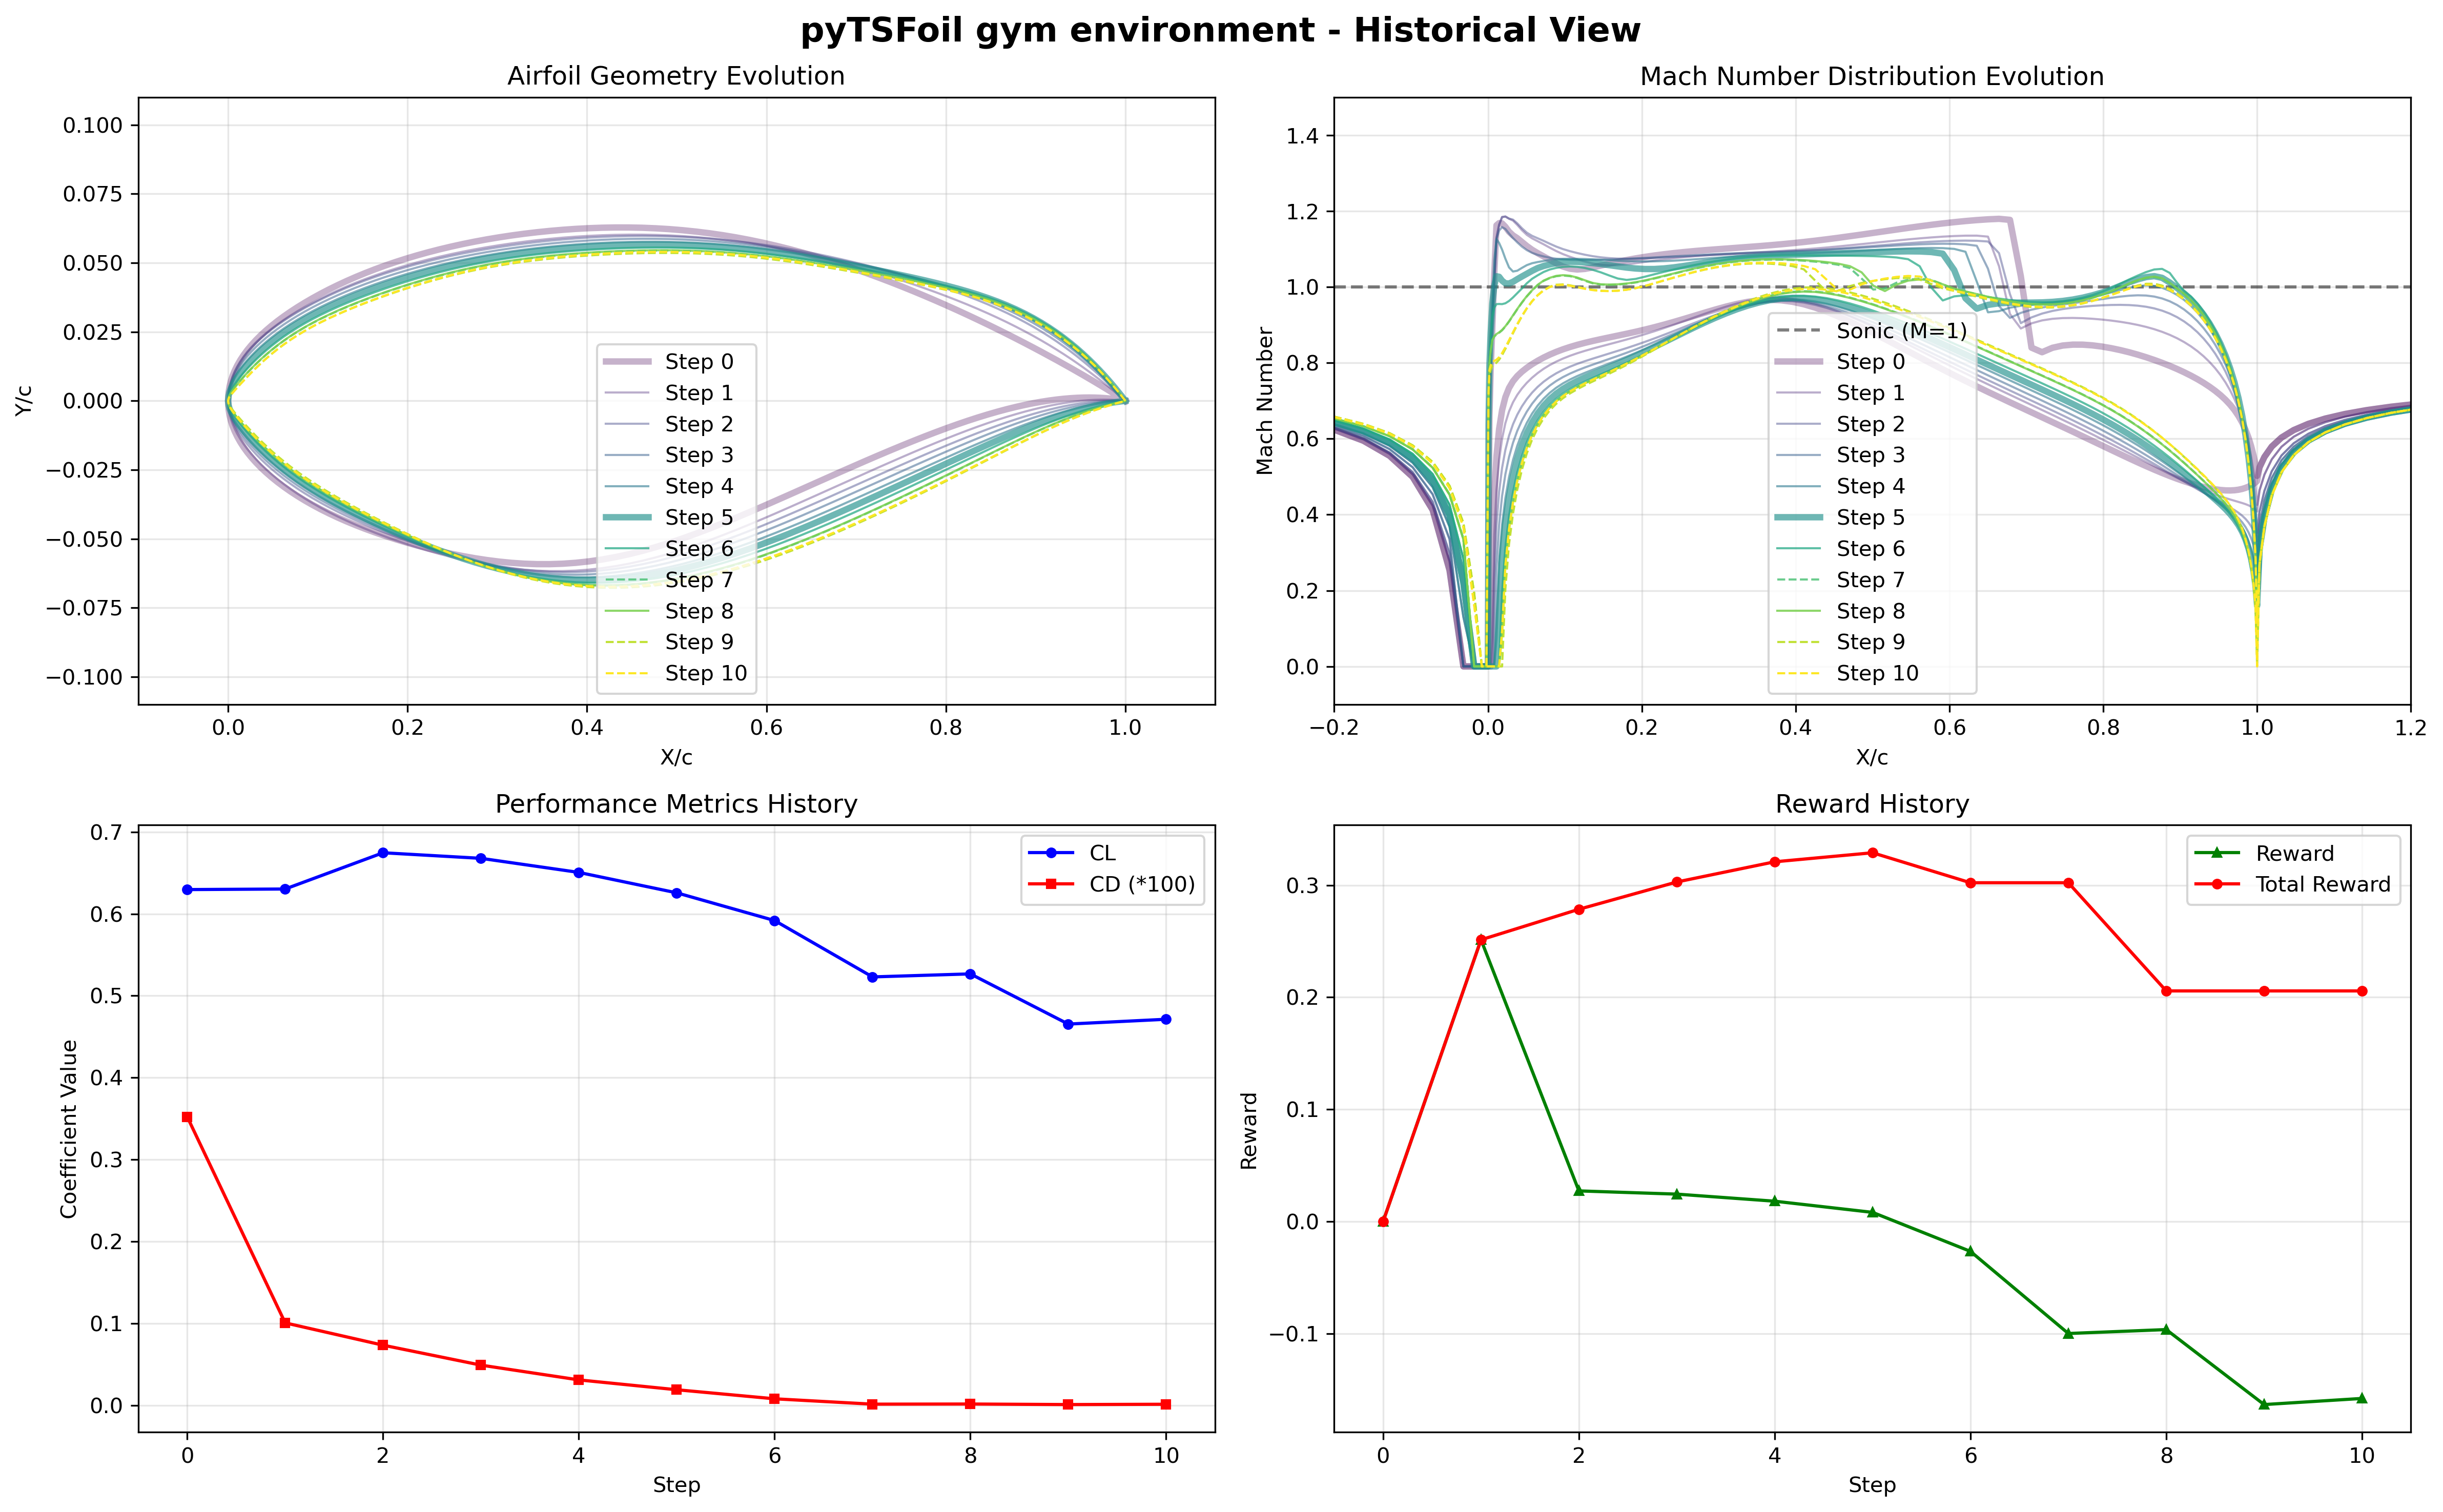 pyTSFoil gym environment - Historical View
Airfoil Geometry Evolution
Y/c
0.100
0.075
0.050
0.025
0.000
−0.025
−0.050
−0.075
−0.100
Step 0
Step 1
Step 2
Step 3
Step 4
Step 5
Step 6
Step 7
Step 8
Step 9
Step 10
0.0 0.2 0.4 0.6 0.8 1.0
X/c
Mach Number Distribution Evolution
Mach Number
1.4
1.2
1.0
0.8
0.6
0.4
0.2
0.0
Sonic (M=1)
Step 0
Step 1
Step 2
Step 3
Step 4
Step 5
Step 6
Step 7
Step 8
Step 9
Step 10
−0.2 0.0 0.2 0.4 0.6 0.8 1.0 1.2
X/c
Performance Metrics History
Coefficient Value
0.7
0.6
0.5
0.4
0.3
0.2
0.1
0.0
CL
CD (*100)
0 2 4 6 8 10
Step
Reward History
Reward
0.3
0.2
0.1
0.0
−0.1
Reward
Total Reward
0 2 4 6 8 10
Step